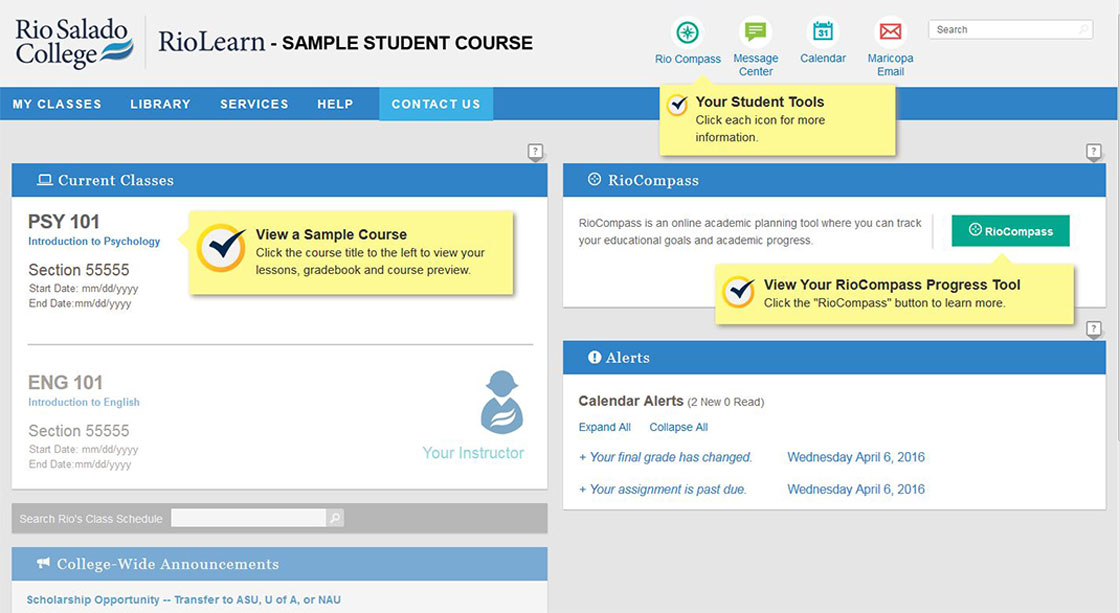 Rio Salado
College
RioLearn - SAMPLE STUDENT COURSE
Rio Compass
Message
Center
31
Calendar
Maricopa
Email
Search
MY CLASSES
LIBRARY
SERVICES
HELP
CONTACT US
Your Student Tools
Click each icon for more
information.
?
Current Classes
PSY 101
Introduction to Psychology
Section 55555
Start Date: mm/dd/yyyy
End Date:mm/dd/yyyy
View a Sample Course
Click the course title to the left to view your
lessons, gradebook and course preview.
ENG 101
Introduction to English
Section 55555
Start Date: mm/dd/yyyy
End Date:mm/dd/yyyy
Your Instructor
Search Rio's Class Schedule
College-Wide Announcements
Scholarship Opportunity -- Transfer to ASU, U of A, or NAU
?
RioCompass
RioCompass is an online academic planning tool where you can track
your educational goals and academic progress.
RioCompass
View Your RioCompass Progress Tool
Click the "RioCompass" button to learn more.
?
Alerts
Calendar Alerts (2 New 0 Read)
Expand All
Collapse All
+ Your final grade has changed.
Wednesday April 6, 2016
+ Your assignment is past due.
Wednesday April 6, 2016